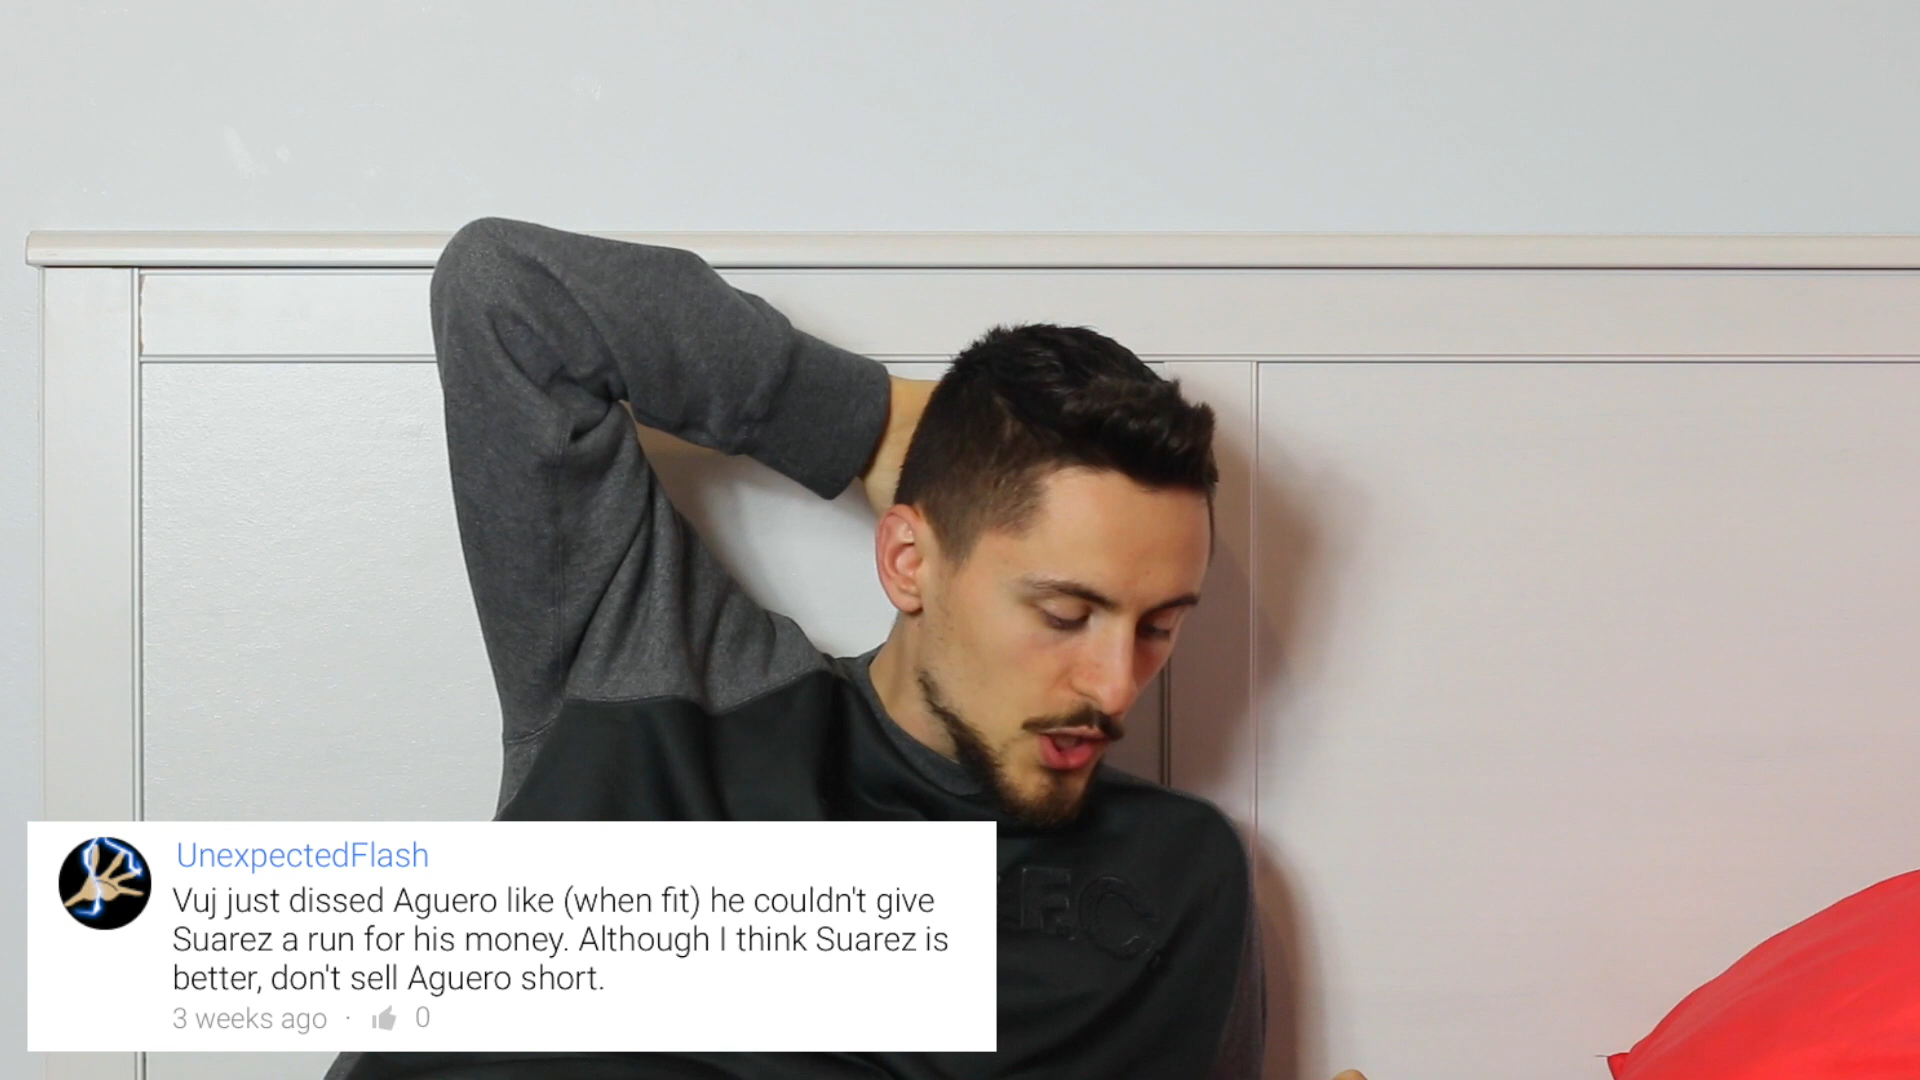 UnexpectedFlash
Vuj just dissed Aguero like (when fit) he couldn't give
Suarez a run for his money. Although I think Suarez is
better, don't sell Aguero short.
3 weeks ago · 0
F.C.